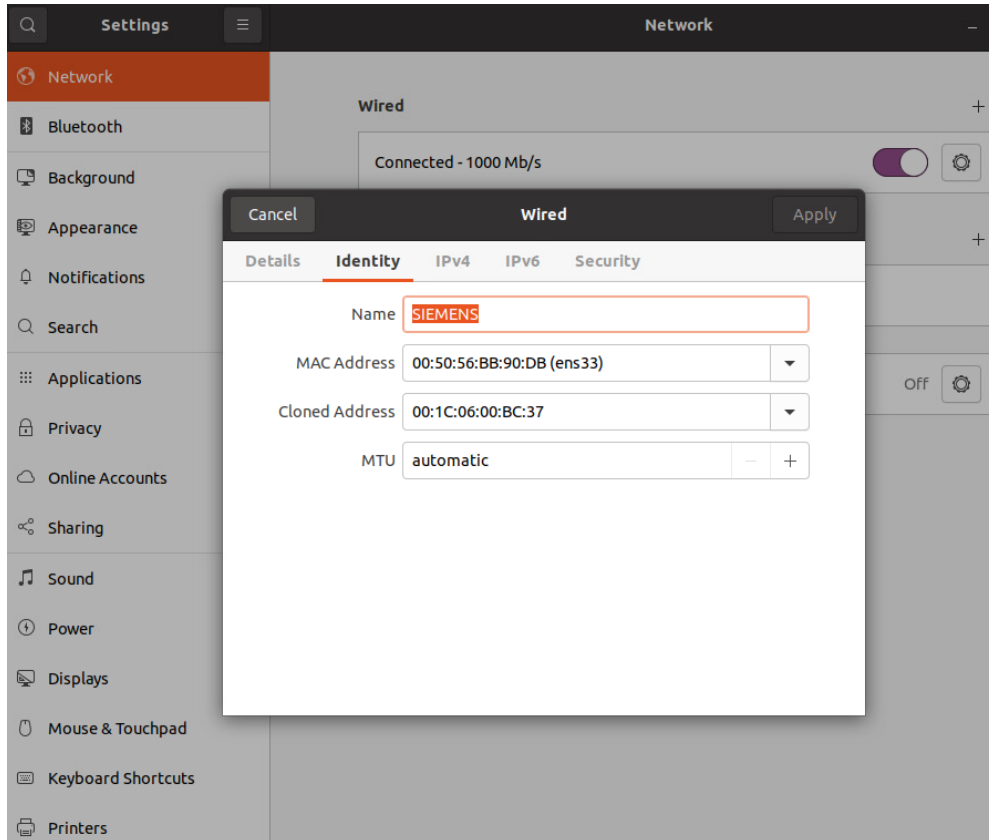 Settings
Network
Network
Bluetooth
Background
Appearance
Notifications
Search
Applications
Privacy
Online Accounts
Sharing
Sound
Power
Displays
Mouse & Touchpad
Keyboard Shortcuts
Printers
Wired
Connected - 1000 Mb/s
Off
Cancel
Wired
Apply
Details Identity IPv4 IPv6 Security
Name SIEMENS
MAC Address 00:50:56:BB:90:DB (ens33)
Cloned Address 00:1C:06:00:BC:37
MTU automatic